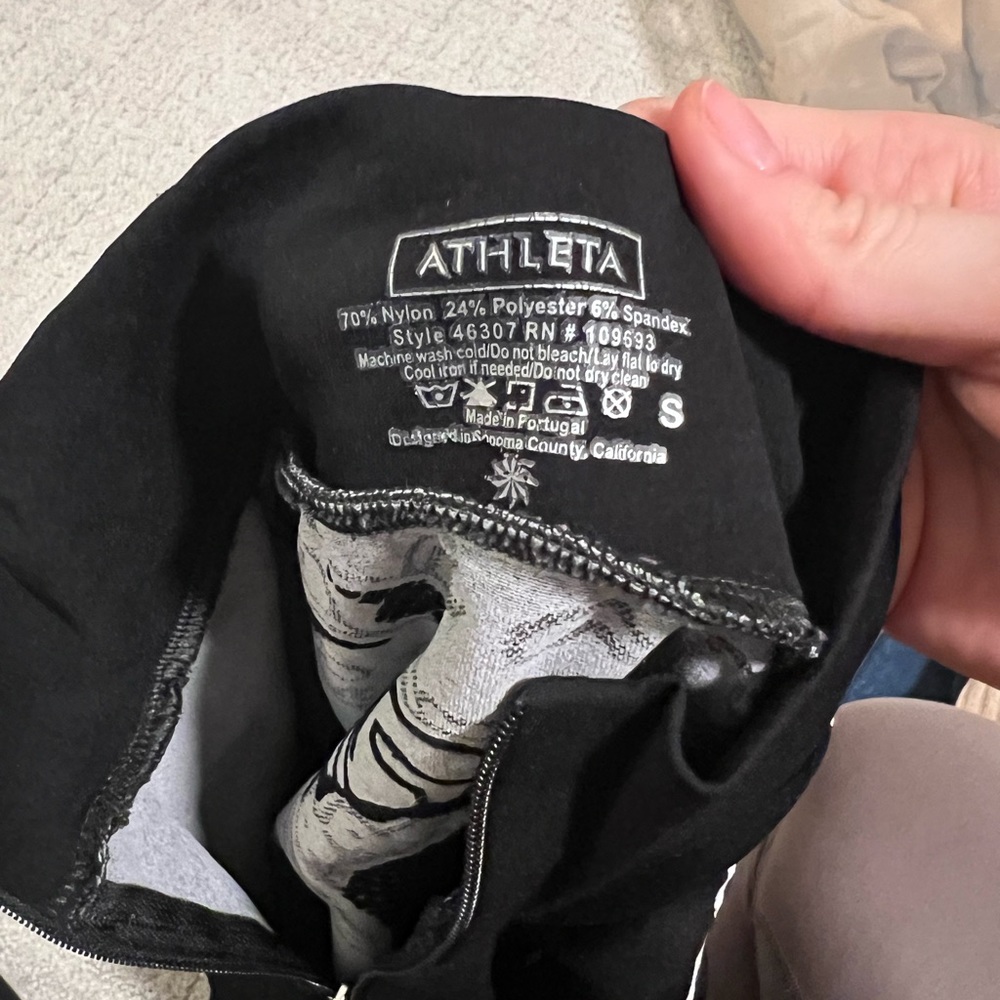 ATHLETA
70% Nylon 24% Polyester 6% Spandex
Style 46307 RN # 109693
Machine wash cold/Do not bleach/Lay flat to dry
Cool iron if needed/Do not dry clean
S
Made in Portugal
Designed in Sonoma County, California